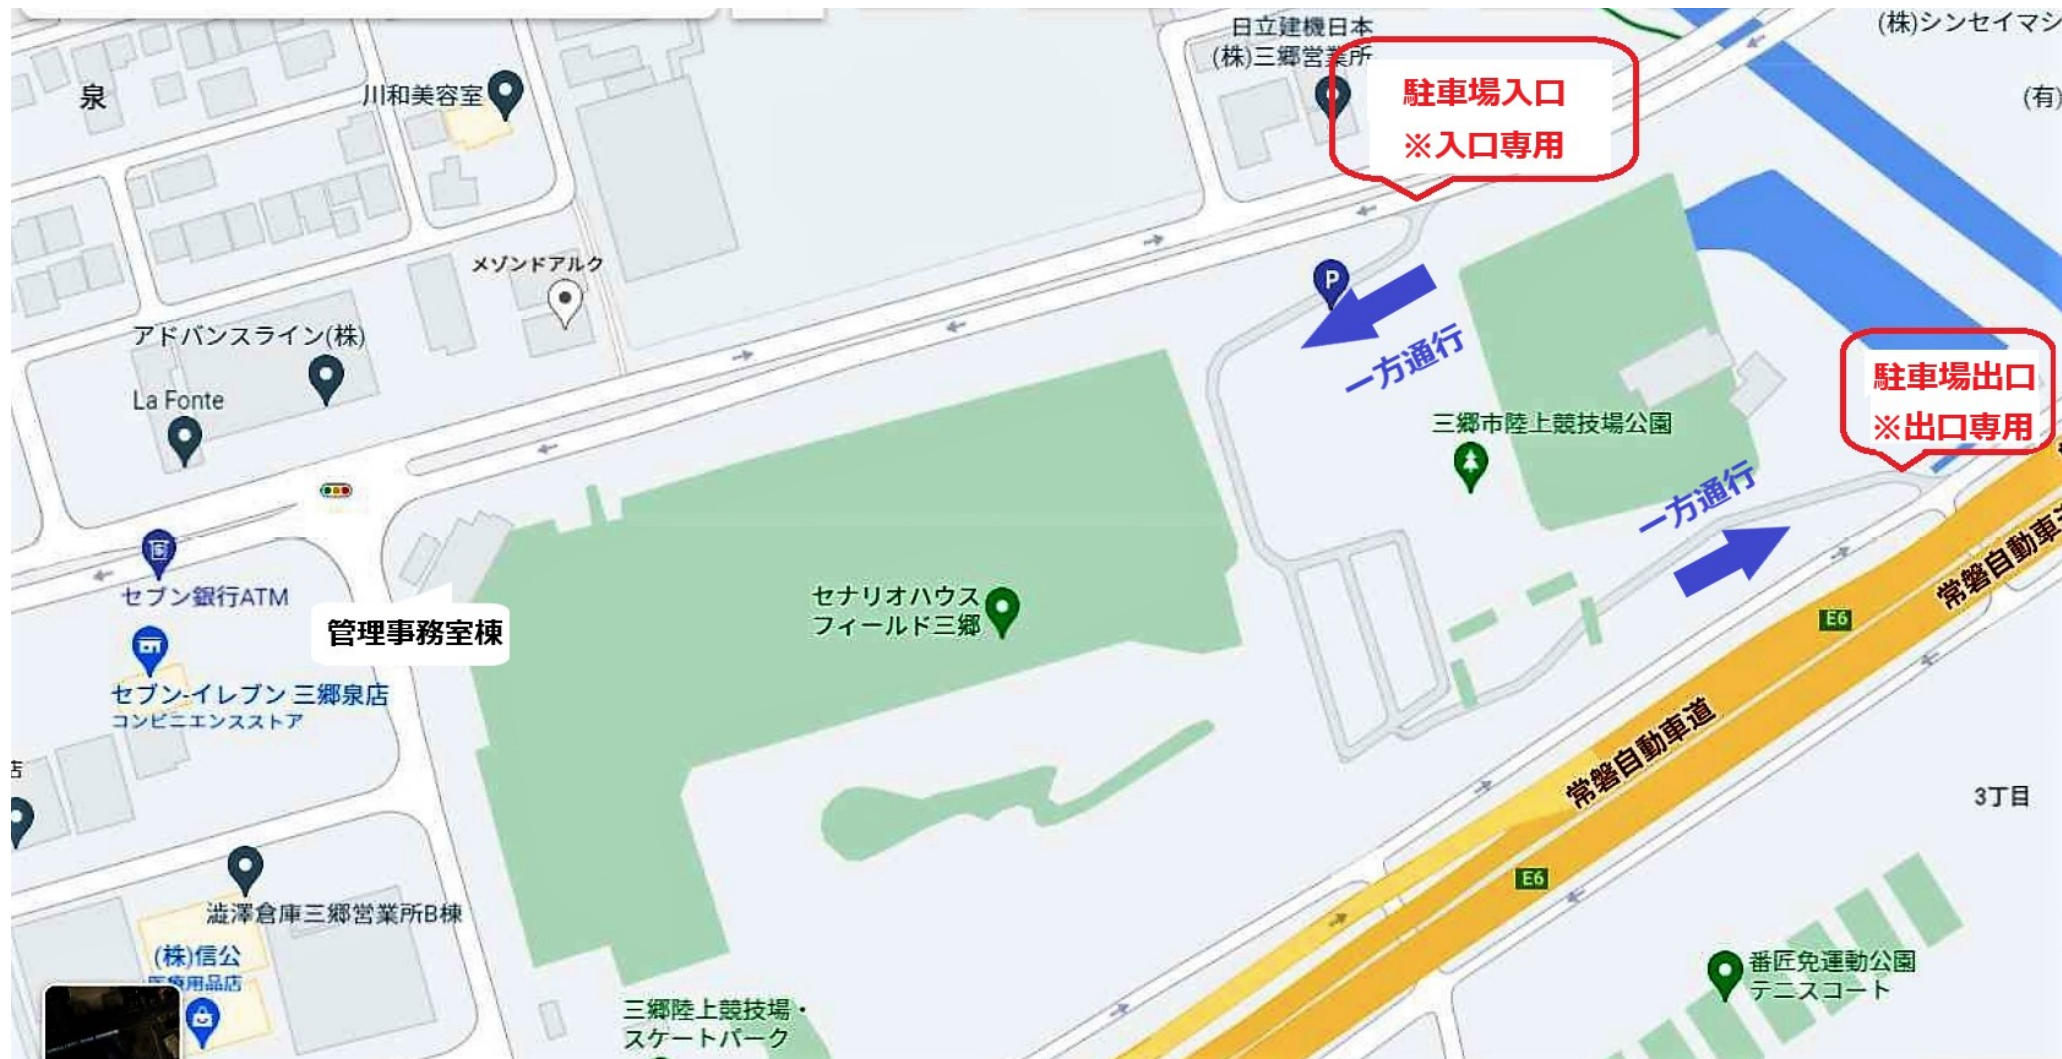 日立建機日本
(株)三郷営業所
(株)シンセイマシ
(有)
泉
川和美容室
駐車場入口
※入口専用
メゾンドアルク
P
一方通行
アドバンスライン(株)
La Fonte
駐車場出口
※出口専用
三郷市陸上競技場公園
一方通行
セブン銀行ATM
管理事務室棟
セナリオハウス
フィールド三郷
常磐自動車
E6
セブン-イレブン 三郷泉店
コンビニエンスストア
常磐自動車道
店
3丁目
E6
澁澤倉庫三郷営業所B棟
(株)信公
医療用品店
番匠免運動公園
テニスコート
三郷陸上競技場・
スケートパーク